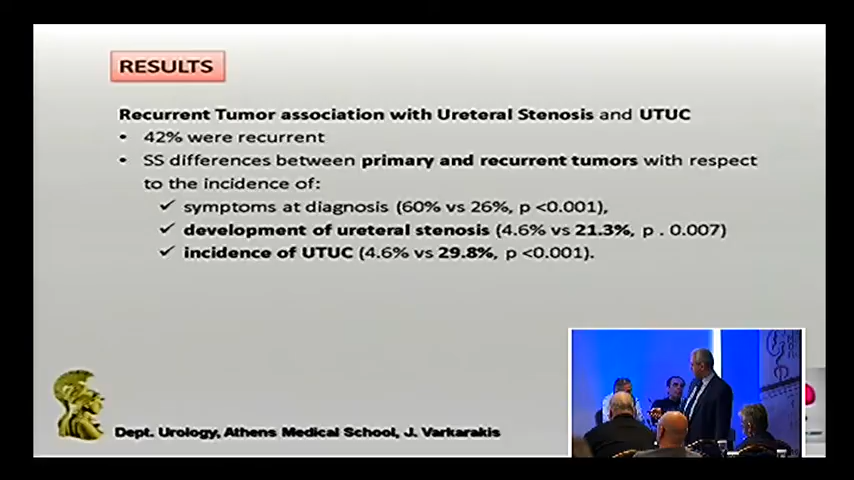 RESULTS
Recurrent Tumor association with Ureteral Stenosis and UTUC
• 42% were recurrent
• SS differences between primary and recurrent tumors with respect
to the incidence of:
✓ symptoms at diagnosis (60% vs 26%, p <0.001),
✓ development of ureteral stenosis (4.6% vs 21.3%, p . 0.007)
✓ incidence of UTUC (4.6% vs 29.8%, p <0.001).
Dept. Urology, Athens Medical School, J. Varkarakis